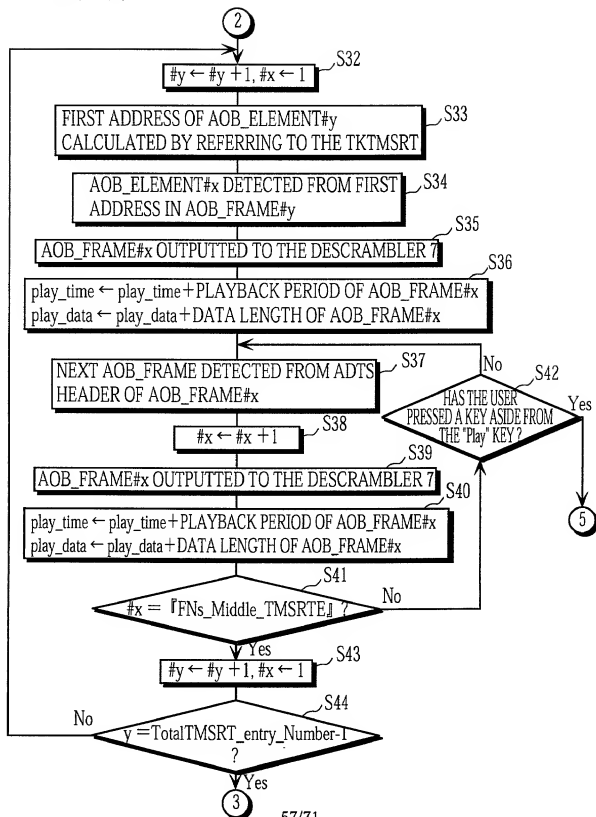 2
#y ← #y +1, #x ← 1
S32
FIRST ADDRESS OF AOB_ELEMENT#y
CALCULATED BY REFERRING TO THE TKTMSRT
S33
AOB_ELEMENT#x DETECTED FROM FIRST
ADDRESS IN AOB_FRAME#y
S34
AOB_FRAME#x OUTPUTTED TO THE DESCRAMBLER 7
S35
play_time ← play_time+PLAYBACK PERIOD OF AOB_FRAME#x
play_data ← play_data+DATA LENGTH OF AOB_FRAME#x
S36
NEXT AOB_FRAME DETECTED FROM ADTS
HEADER OF AOB_FRAME#x
S37
#x ← #x +1
S38
AOB_FRAME#x OUTPUTTED TO THE DESCRAMBLER 7
S39
play_time ← play_time+PLAYBACK PERIOD OF AOB_FRAME#x
play_data ← play_data+DATA LENGTH OF AOB_FRAME#x
S40
#x = 『FNs_Middle_TMSRTE』 ?
S41
No
Yes
HAS THE USER
PRESSED A KEY ASIDE FROM
THE "Play" KEY ?
S42
No
Yes
5
#y ← #y +1, #x ← 1
S43
y =TotalTMSRT_entry_Number-1
?
S44
No
Yes
3
57/71